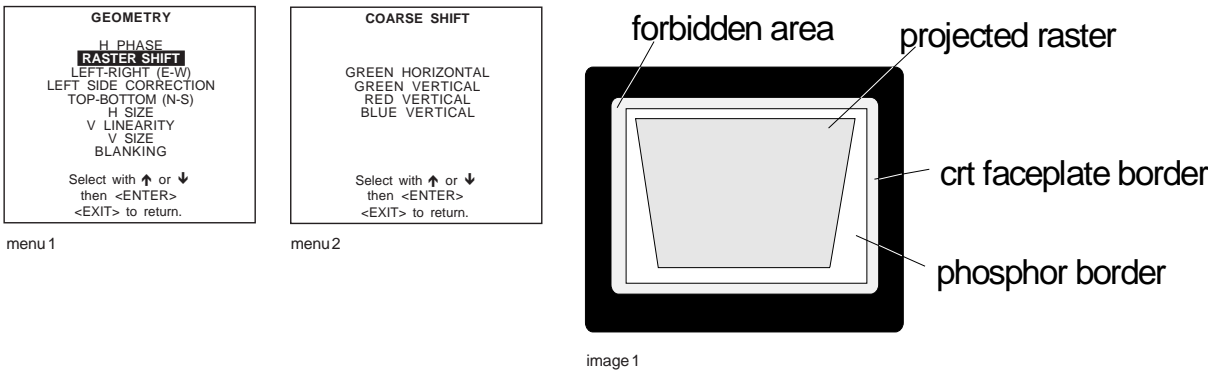 GEOMETRY
H PHASE
RASTER SHIFT
LEFT-RIGHT (E-W)
LEFT SIDE CORRECTION
TOP-BOTTOM (N-S)
H SIZE
V LINEARITY
V SIZE
BLANKING
Select with ↑ or ↓
then <ENTER>
<EXIT> to return.
menu 1
COARSE SHIFT
GREEN HORIZONTAL
GREEN VERTICAL
RED VERTICAL
BLUE VERTICAL
Select with ↑ or ↓
then <ENTER>
<EXIT> to return.
menu 2
forbidden area
projected raster
crt faceplate border
phosphor border
image 1